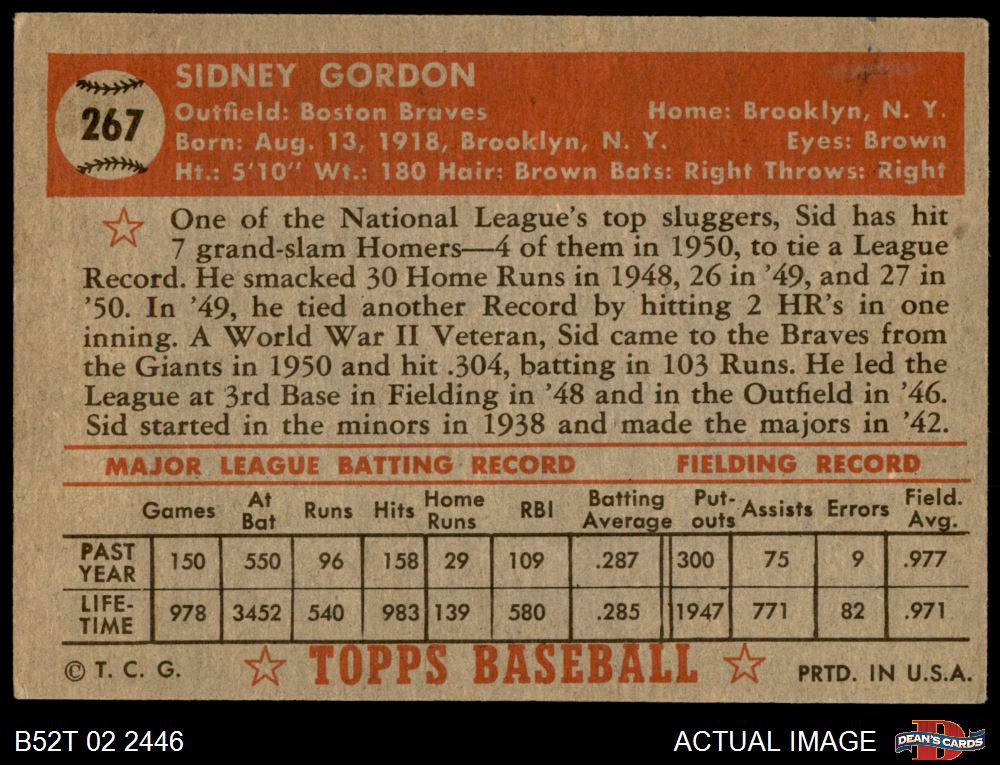 SIDNEY GORDON
267
Outfield: Boston Braves Home: Brooklyn, N. Y.
Born: Aug. 13, 1918, Brooklyn, N. Y. Eyes: Brown
Ht.: 5'10" Wt.: 180 Hair: Brown Bats: Right Throws: Right
One of the National League's top sluggers, Sid has hit
7 grand-slam Homers—4 of them in 1950, to tie a League
Record. He smacked 30 Home Runs in 1948, 26 in '49, and 27 in
'50. In '49, he tied another Record by hitting 2 HR's in one
inning. A World War II Veteran, Sid came to the Braves from
the Giants in 1950 and hit .304, batting in 103 Runs. He led the
League at 3rd Base in Fielding in '48 and in the Outfield in '46.
Sid started in the minors in 1938 and made the majors in '42.
MAJOR LEAGUE BATTING RECORD FIELDING RECORD
Games At Bat Runs Hits Home Runs RBI Batting Average Put-outs Assists Errors Field. Avg.
PAST YEAR 150 550 96 158 29 109 .287 300 75 9 .977
LIFE-TIME 978 3452 540 983 139 580 .285 1947 771 82 .971
© T. C. G. TOPPS BASEBALL PRTD. IN U.S.A.
B52T 02 2446 ACTUAL IMAGE DEAN'S CARDS